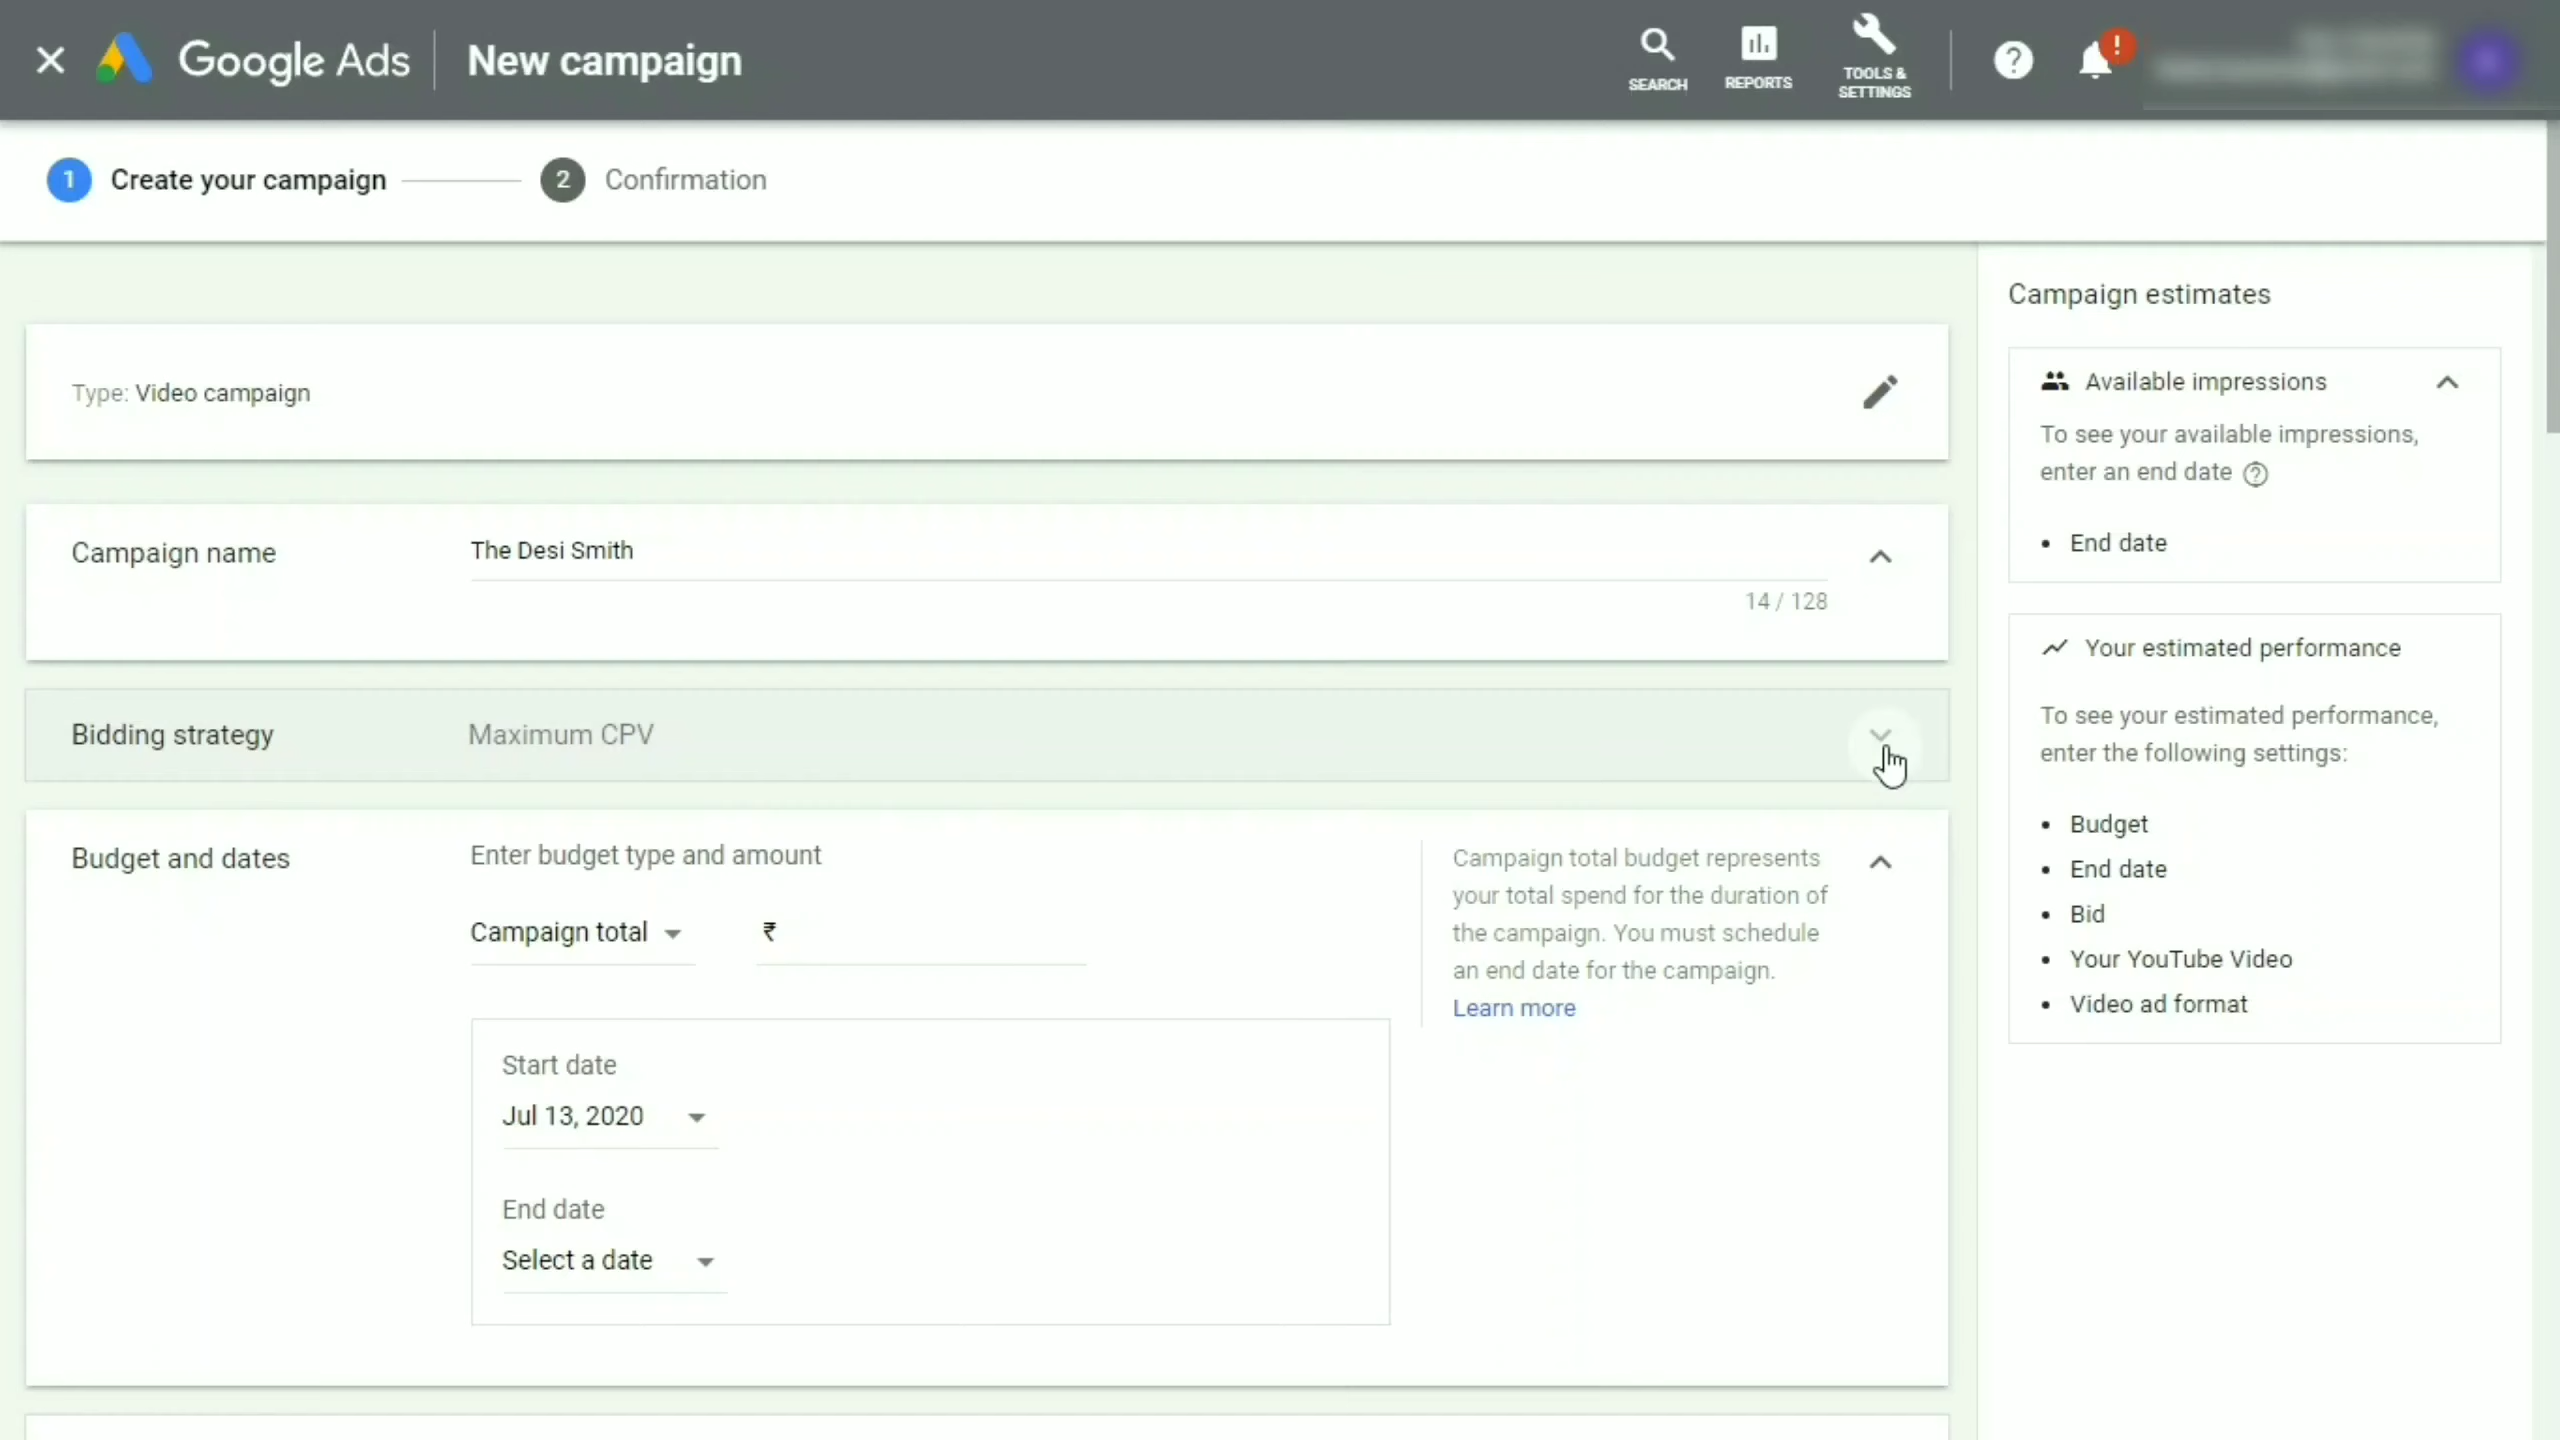 Google Ads
New campaign
SEARCH
REPORTS
TOOLS &
SETTINGS
?
!
1 Create your campaign
2 Confirmation
Type: Video campaign
Campaign name
The Desi Smith
14 / 128
Bidding strategy
Maximum CPV
Budget and dates
Enter budget type and amount
Campaign total
₹
Campaign total budget represents
your total spend for the duration of
the campaign. You must schedule
an end date for the campaign.
Learn more
Start date
Jul 13, 2020
End date
Select a date
Campaign estimates
Available impressions
To see your available impressions,
enter an end date ?
• End date
Your estimated performance
To see your estimated performance,
enter the following settings:
• Budget
• End date
• Bid
• Your YouTube Video
• Video ad format